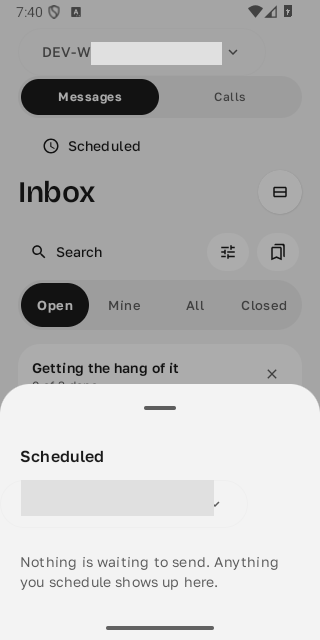 7:40
DEV-W
Messages
Calls
Scheduled
Inbox
Search
Open
Mine
All
Closed
Getting the hang of it
Scheduled
Nothing is waiting to send. Anything
you schedule shows up here.